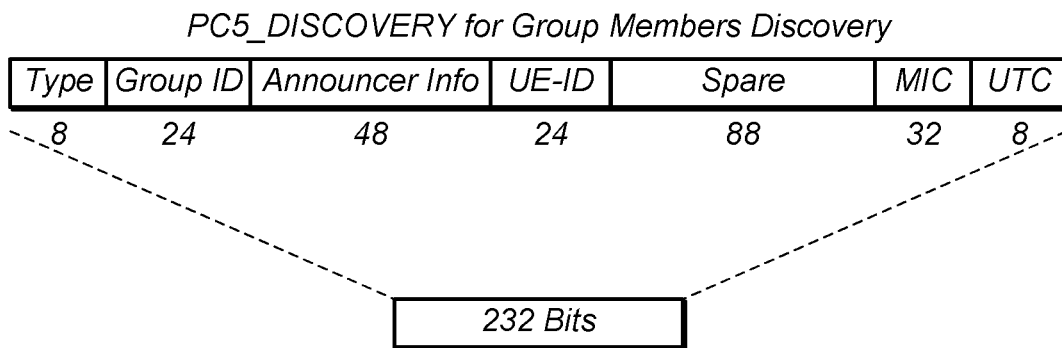 PC5_DISCOVERY for Group Members Discovery
Type Group ID Announcer Info UE-ID Spare MIC UTC
8 24 48 24 88 32 8
232 Bits